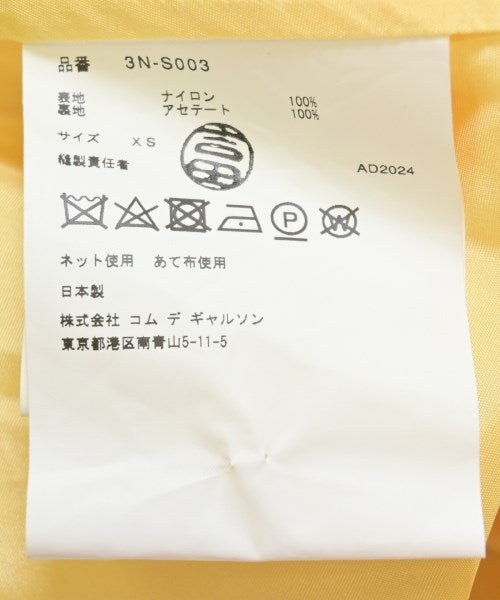 品番 3N-S003
表地 ナイロン 100%
裏地 アセテート 100%
サイズ XS
縫製責任者
AD2024
P
W
ネット使用 あて布使用
日本製
株式会社 コム デ ギャルソン
東京都港区南青山5-11-5